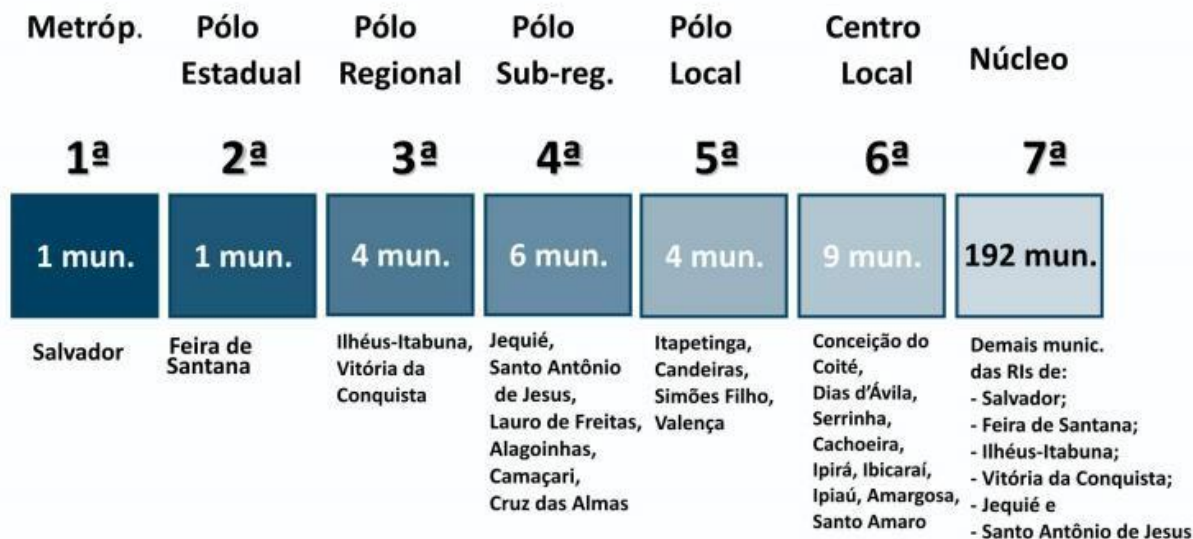 Metróp.
Pólo
Estadual
Pólo
Regional
Pólo
Sub-reg.
Pólo
Local
Centro
Local
Núcleo
1ª
2ª
3ª
4ª
5ª
6ª
7ª
1 mun.
1 mun.
4 mun.
6 mun.
4 mun.
9 mun.
192 mun.
Salvador
Feira de
Santana
Ilhéus-Itabuna,
Vitória da
Conquista
Jequié,
Santo Antônio
de Jesus,
Lauro de Freitas,
Alagoinhas,
Camaçari,
Cruz das Almas
Itapetinga,
Candeiras,
Simões Filho,
Valença
Conceição do
Coité,
Dias d'Ávila,
Serrinha,
Cachoeira,
Ipirá, Ibicaraí,
Ipiaú, Amargosa,
Santo Amaro
Demais munic.
das RIs de:
- Salvador;
- Feira de Santana;
- Ilhéus-Itabuna;
- Vitória da Conquista;
- Jequié e
- Santo Antônio de Jesus